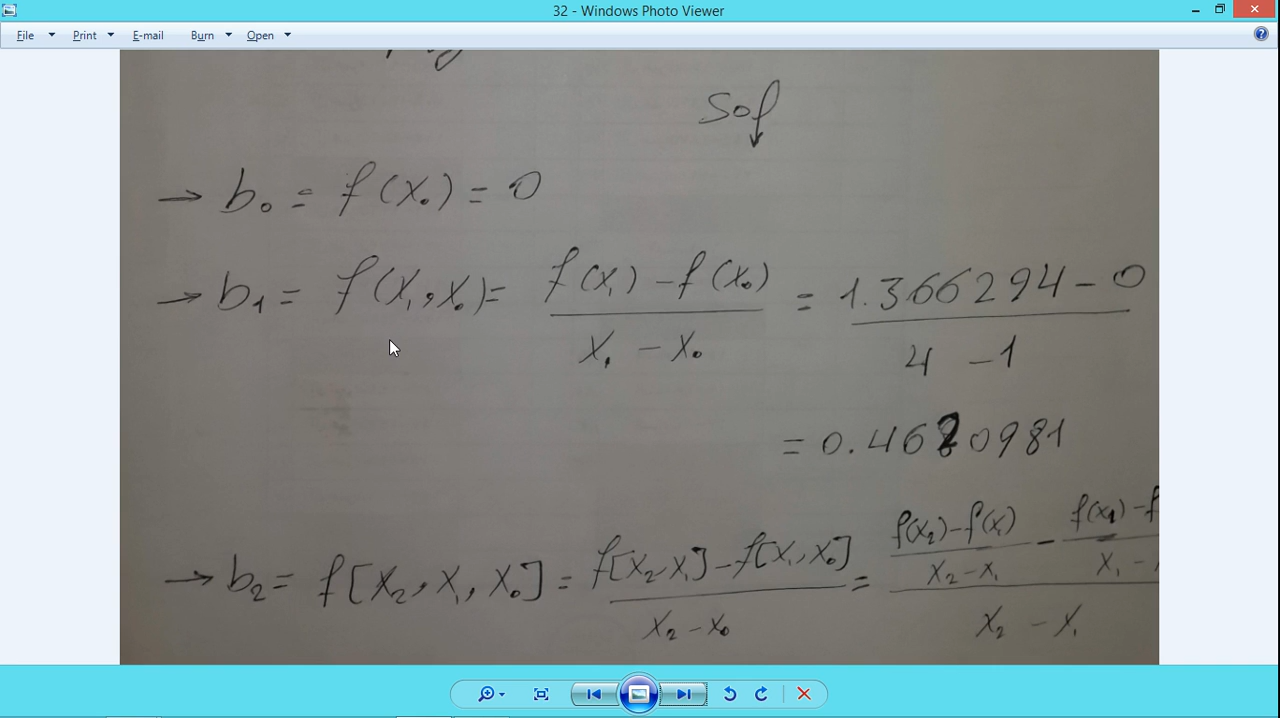 32 - Windows Photo Viewer
File Print E-mail Burn Open
Sol
→ b₀ = f(x₀) = 0
→ b₁ = f(x₁, x₀) = f(x₁) - f(x₀) / x₁ - x₀ = 1.366294 - 0 / 4 - 1
= 0.4620981
→ b₂ = f[x₂, x₁, x₀] = f[x₂ x₁] - f[x₁, x₀] / x₂ - x₀ = f(x₂) - f(x₁) / x₂ - x₁ - f(x₁) - f / x₁ - / x₂ - x₁